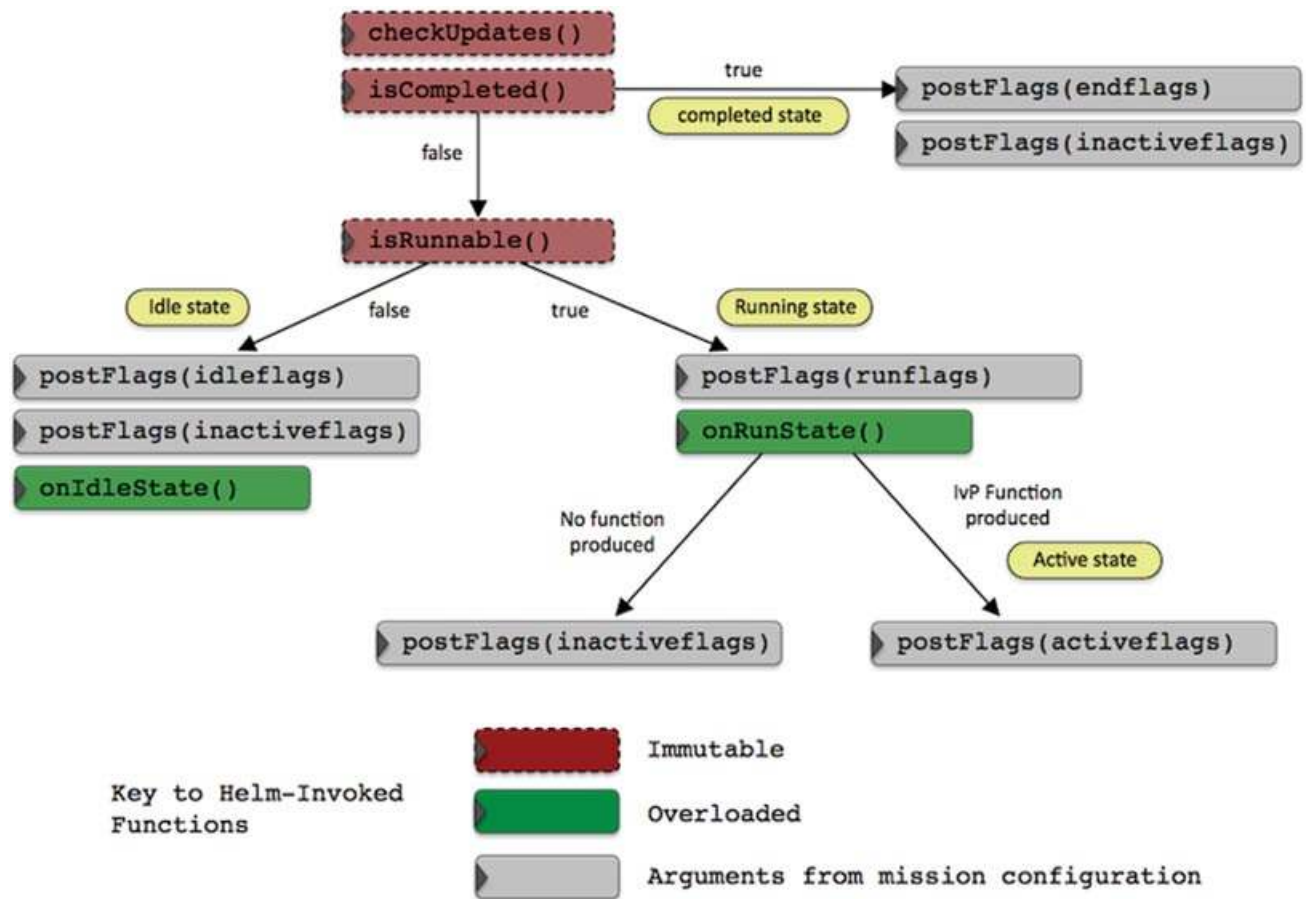 checkUpdates()
isCompleted()
true
completed state
postFlags(endflags)
postFlags(inactiveflags)
false
isRunnable()
Idle state
false
true
Running state
postFlags(idleflags)
postFlags(inactiveflags)
onIdleState()
postFlags(runflags)
onRunState()
No function
produced
IvP Function
produced
Active state
postFlags(inactiveflags)
postFlags(activeflags)
Key to Helm-Invoked
Functions
Immutable
Overloaded
Arguments from mission configuration